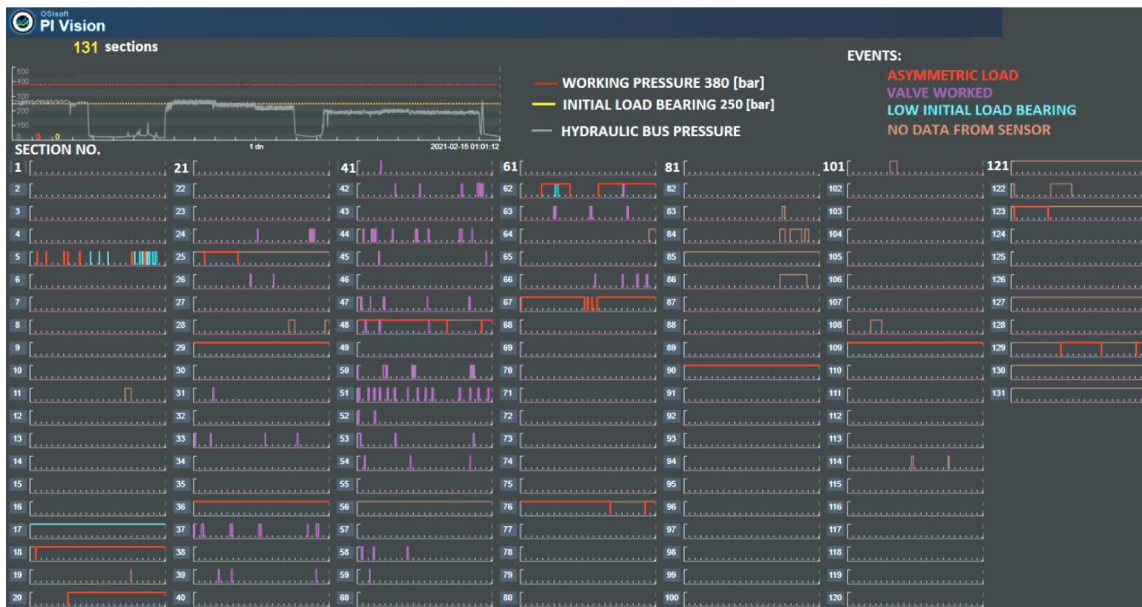 OSIsoft
PI Vision
131 sections
500
400
300
200
100
0
0 0
1 dn
2021-02-15 01:01:12
WORKING PRESSURE 380 [bar]
INITIAL LOAD BEARING 250 [bar]
HYDRAULIC BUS PRESSURE
EVENTS:
ASYMMETRIC LOAD
VALVE WORKED
LOW INITIAL LOAD BEARING
NO DATA FROM SENSOR
SECTION NO.
1 21 41 61 81 101 121
2 22 42 62 82 102 122
3 23 43 63 83 103 123
4 24 44 64 84 104 124
5 25 45 65 85 105 125
6 26 46 66 86 106 126
7 27 47 67 87 107 127
8 28 48 68 88 108 128
9 29 49 69 89 109 129
10 30 50 70 90 110 130
11 31 51 71 91 111 131
12 32 52 72 92 112
13 33 53 73 93 113
14 34 54 74 94 114
15 35 55 75 95 115
16 36 56 76 96 116
17 37 57 77 97 117
18 38 58 78 98 118
19 39 59 79 99 119
20 40 60 80 100 120